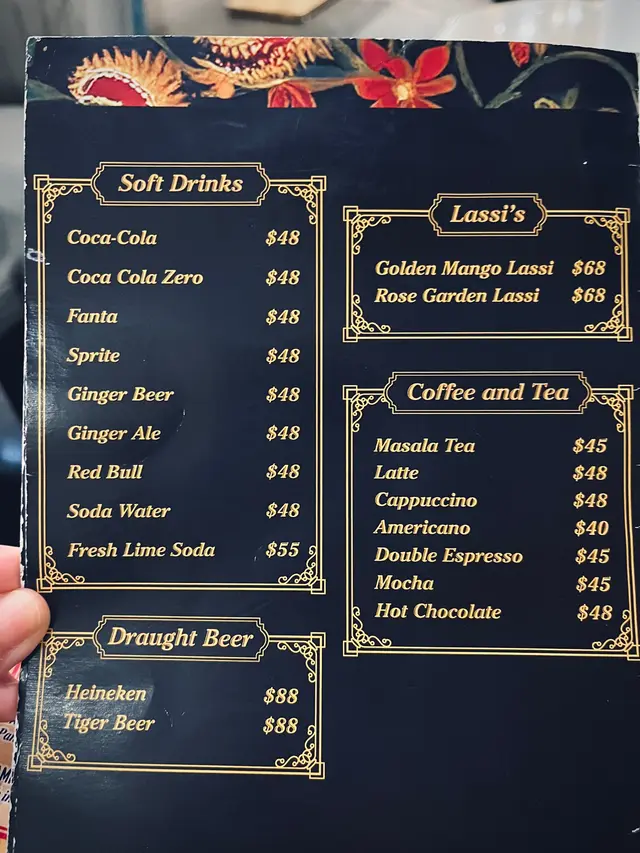 Soft Drinks
Coca-Cola $48
Coca Cola Zero $48
Fanta $48
Sprite $48
Ginger Beer $48
Ginger Ale $48
Red Bull $48
Soda Water $48
Fresh Lime Soda $55
Draught Beer
Heineken $88
Tiger Beer $88
Lassi's
Golden Mango Lassi $68
Rose Garden Lassi $68
Coffee and Tea
Masala Tea $45
Latte $48
Cappuccino $48
Americano $40
Double Espresso $45
Mocha $45
Hot Chocolate $48